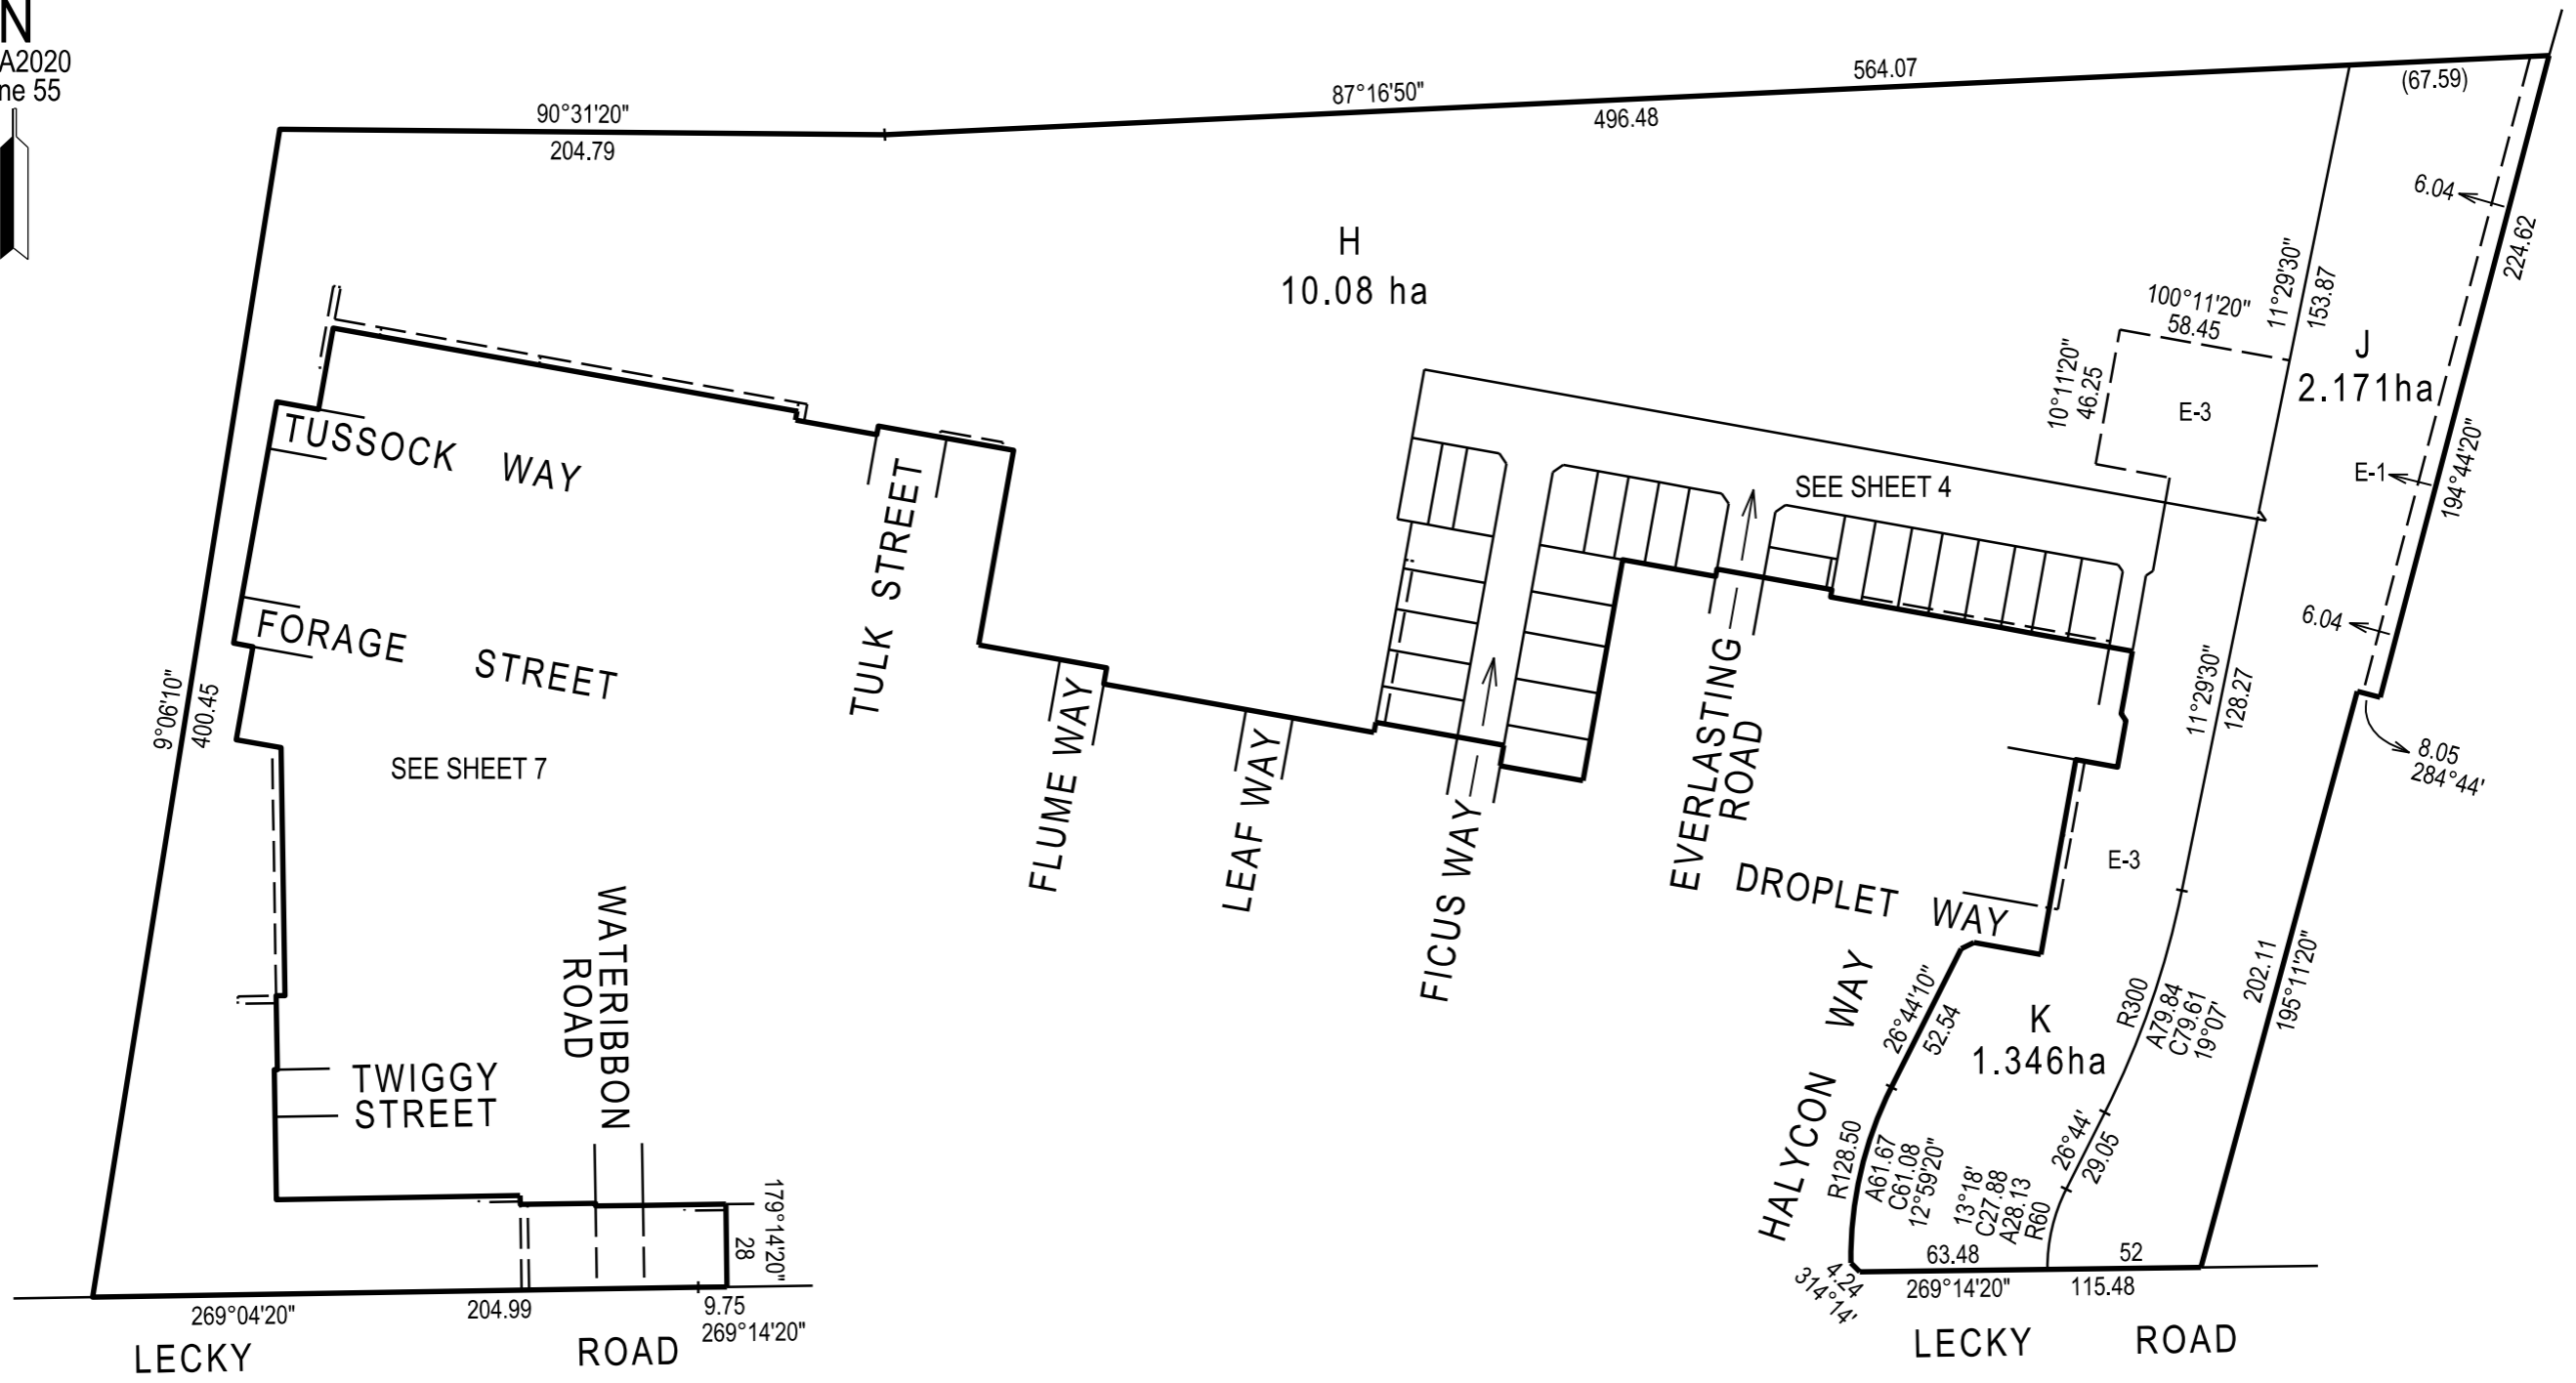 N
A2020
ne 55
90°31'20"
204.79
87°16'50"
564.07
496.48
(67.59)
6.04
224.62
H
10.08 ha
11°29'30"
153.87
100°11'20"
58.45
10°11'20"
46.25
E-3
J
2.171ha
E-1
194°44'20"
6.04
8.05
284°44'
TUSSOCK WAY
FORAGE STREET
TULK STREET
SEE SHEET 4
9°06'10"
400.45
SEE SHEET 7
FLUME WAY
LEAF WAY
FICUS WAY
EVERLASTING
ROAD
DROPLET WAY
11°29'30"
128.27
E-3
WATERIBBON
ROAD
TWIGGY
STREET
HALYCON WAY
26°44'10"
52.54
K
1.346ha
R300
A79.84
C79.61
19°07'
202.11
195°11'20"
R128.50
A61.67
C61.08
12°59'20"
13°18'
C27.88
A28.13
R60
26°44'
29.05
179°14'20"
28
269°04'20"
204.99
9.75
269°14'20"
LECKY ROAD
4.24
314°14'
63.48
52
269°14'20"
115.48
LECKY ROAD